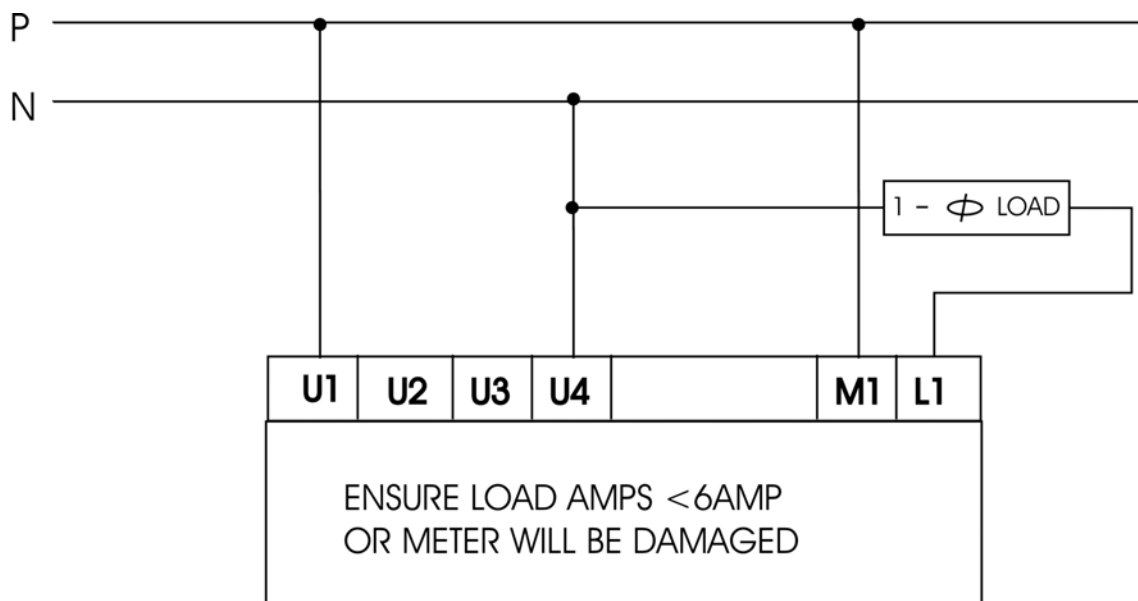 P
N
1 - ⌀ LOAD
U1 U2 U3 U4 M1 L1
ENSURE LOAD AMPS <6AMP
OR METER WILL BE DAMAGED